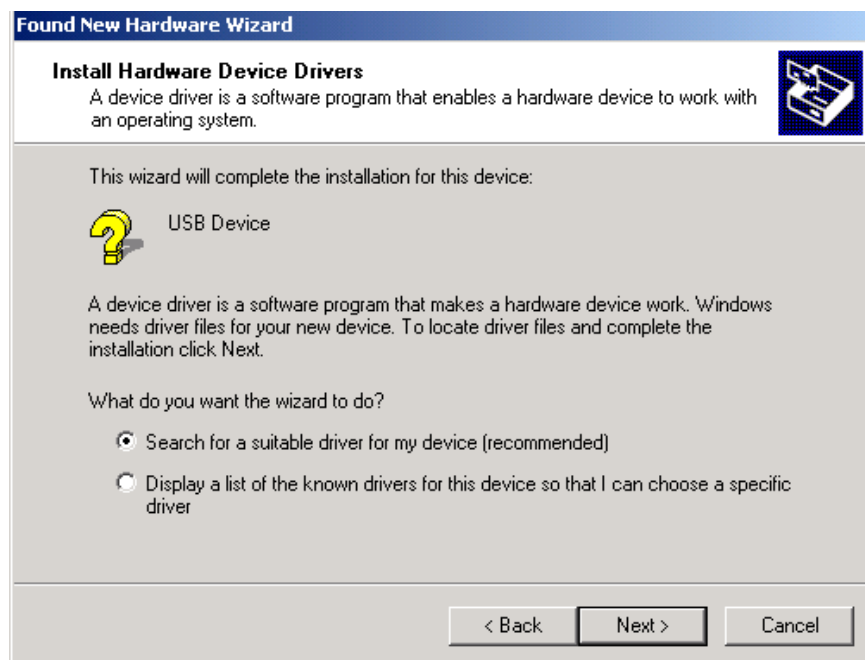 Found New Hardware Wizard
Install Hardware Device Drivers
A device driver is a software program that enables a hardware device to work with
an operating system.
This wizard will complete the installation for this device:
USB Device
A device driver is a software program that makes a hardware device work. Windows
needs driver files for your new device. To locate driver files and complete the
installation click Next.
What do you want the wizard to do?
Search for a suitable driver for my device (recommended)
Display a list of the known drivers for this device so that I can choose a specific
driver
< Back Next > Cancel